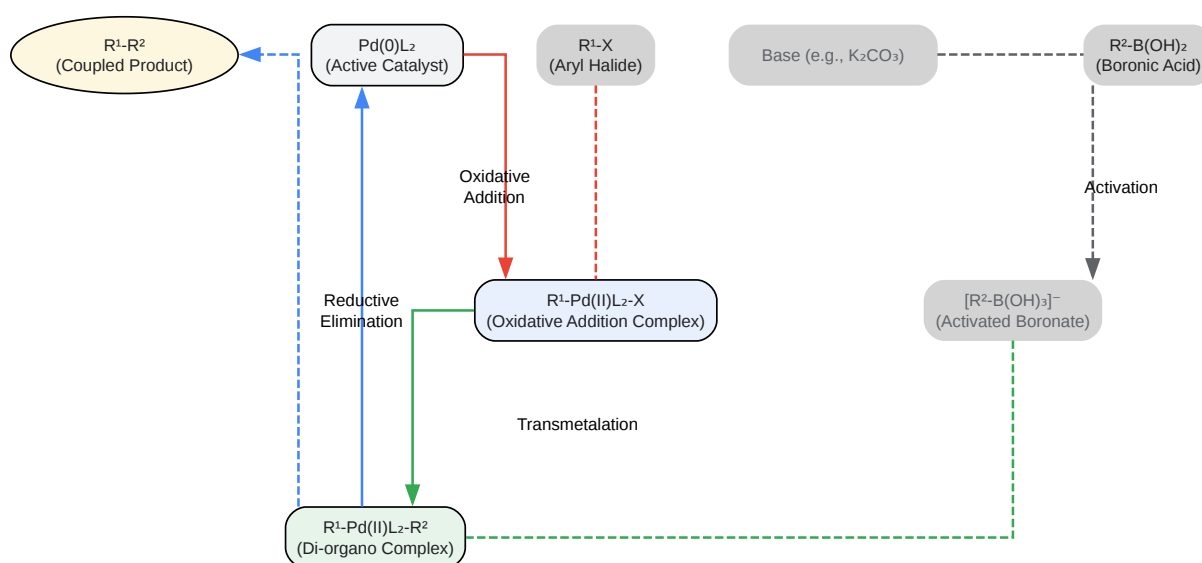 R¹-R²
(Coupled Product)
Pd(0)L₂
(Active Catalyst)
R¹-X
(Aryl Halide)
Base (e.g., K₂CO₃)
R²-B(OH)₂
(Boronic Acid)
Oxidative
Addition
Activation
Reductive
Elimination
R¹-Pd(II)L₂-X
(Oxidative Addition Complex)
[R²-B(OH)₃]⁻
(Activated Boronate)
Transmetalation
R¹-Pd(II)L₂-R²
(Di-organo Complex)